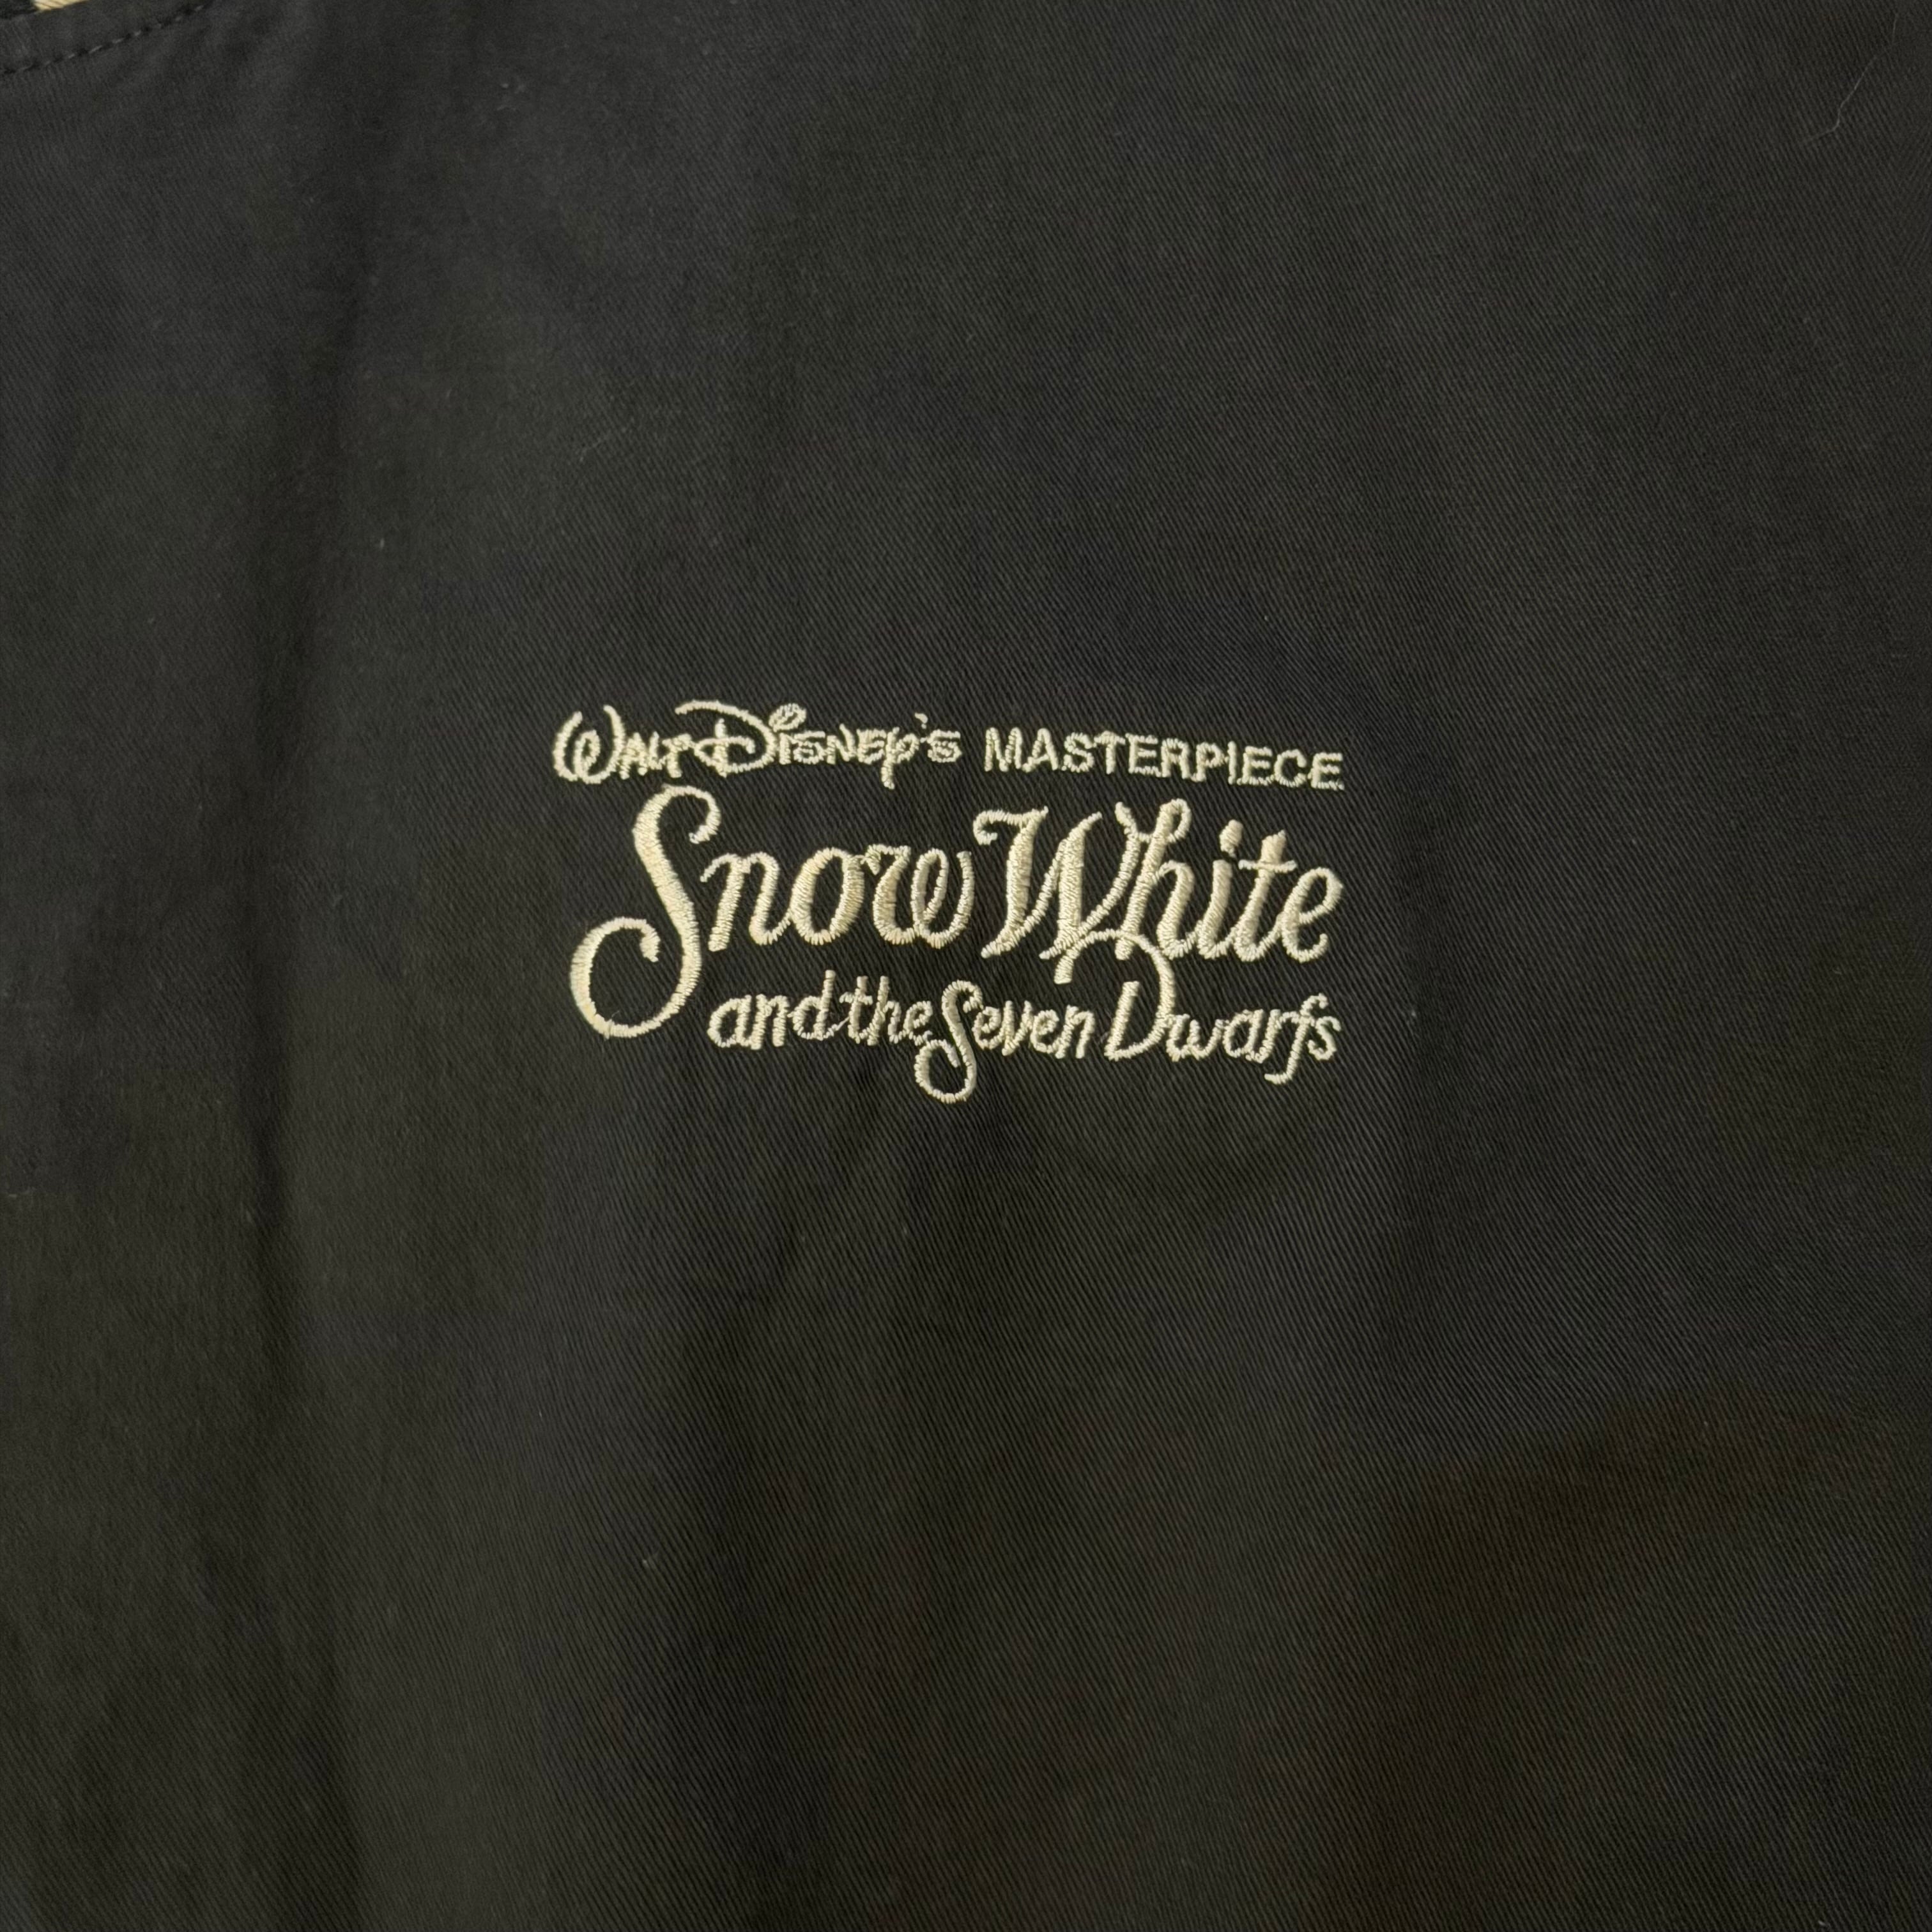 Walt Disney's MASTERPIECE
Snow White
and the Seven Dwarfs